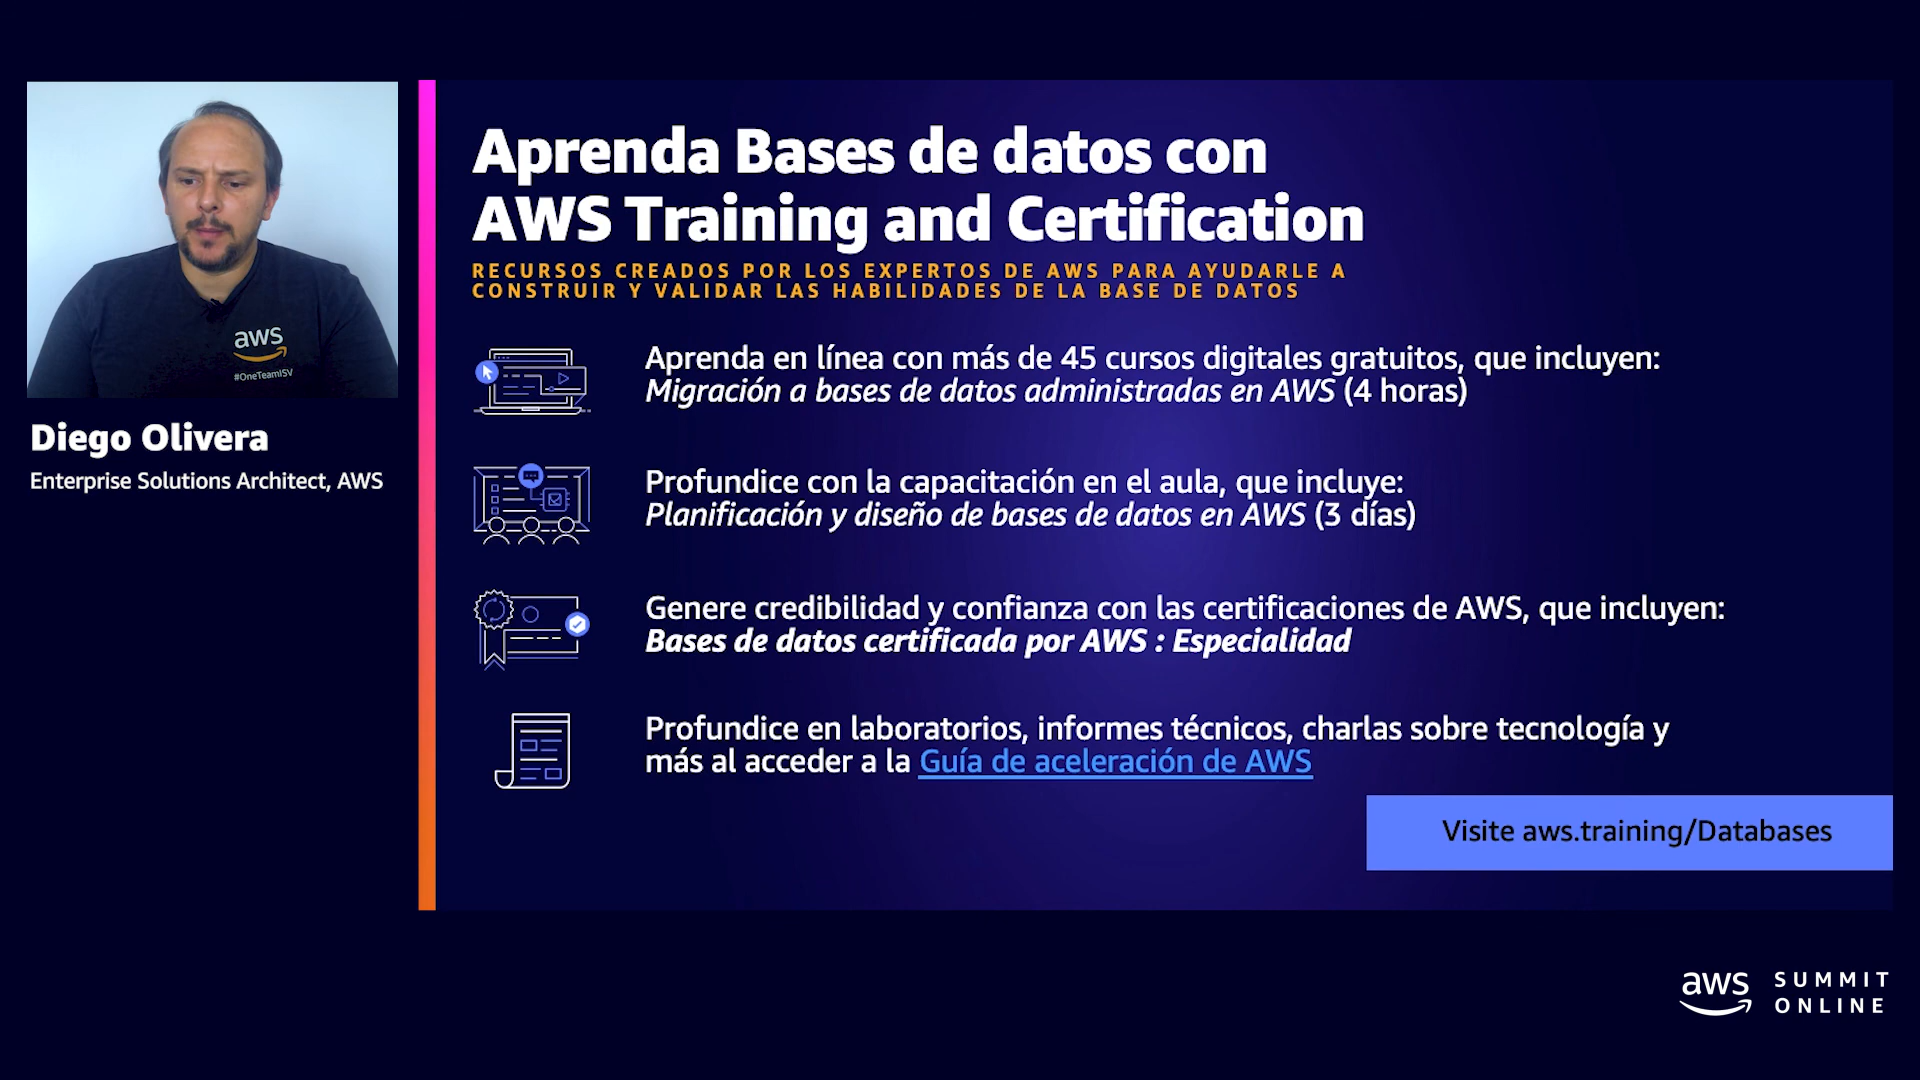 aws
#OneTeamISV
Diego Olivera
Enterprise Solutions Architect, AWS
Aprenda Bases de datos con
AWS Training and Certification
RECURSOS CREADOS POR LOS EXPERTOS DE AWS PARA AYUDARLE A
CONSTRUIR Y VALIDAR LAS HABILIDADES DE LA BASE DE DATOS
Aprenda en línea con más de 45 cursos digitales gratuitos, que incluyen:
Migración a bases de datos administradas en AWS (4 horas)
Profundice con la capacitación en el aula, que incluye:
Planificación y diseño de bases de datos en AWS (3 días)
Genere credibilidad y confianza con las certificaciones de AWS, que incluyen:
Bases de datos certificada por AWS : Especialidad
Profundice en laboratorios, informes técnicos, charlas sobre tecnología y
más al acceder a la Guía de aceleración de AWS
Visite aws.training/Databases
aws SUMMIT
ONLINE